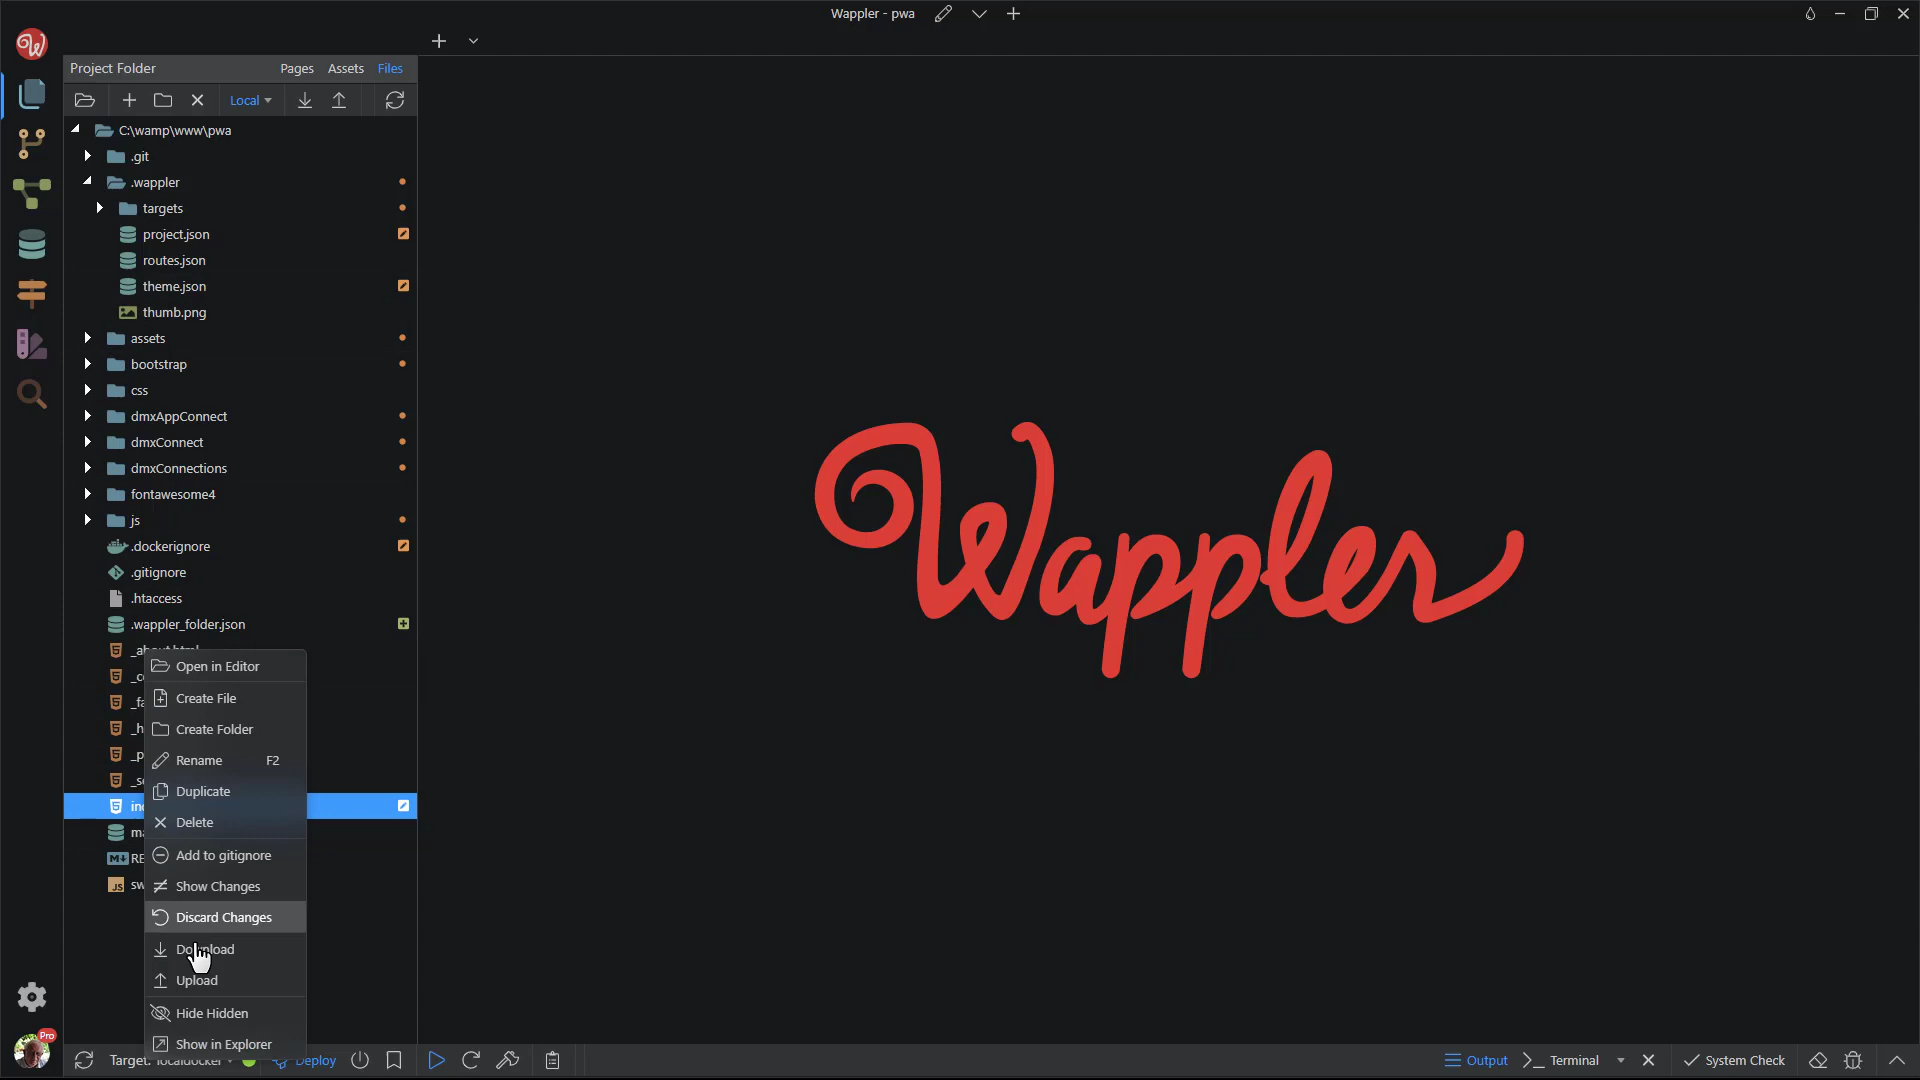 Wappler - pwa
Project Folder
Pages
Assets
Files
Local
C:\wamp\www\pwa
.git
.wappler
targets
project.json
routes.json
theme.json
thumb.png
assets
bootstrap
css
dmxAppConnect
dmxConnect
dmxConnections
fontawesome4
js
.dockerignore
.gitignore
.htaccess
.wappler_folder.json
Open in Editor
Create File
Create Folder
Rename F2
Duplicate
Delete
Add to gitignore
Show Changes
Discard Changes
Download
Upload
Hide Hidden
Show in Explorer
Wappler
Pro
Deploy
Output
Terminal
System Check